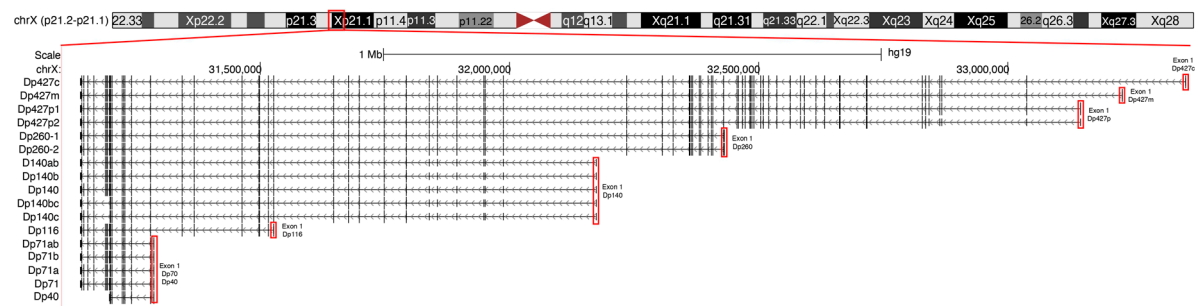 chrX (p21.2-p21.1) 22.33 Xp22.2 p21.3 Xp21.1 p11.4 p11.3 p11.22 q12 q13.1 Xq21.1 q21.31 q21.33 q22.1 Xq22.3 Xq23 Xq24 Xq25 26.2 q26.3 Xq27.3 Xq28
Scale 1 Mb hg19
chrX: 31,500,000 32,000,000 32,500,000 33,000,000
Exon 1
Dp427c
Dp427c
Dp427m
Exon 1
Dp427m
Dp427p1
Dp427p2
Exon 1
Dp427p
Dp260-1
Dp260-2
Exon 1
Dp260
D140ab
Dp140b
Dp140
Dp140bc
Dp140c
Exon 1
Dp140
Dp116
Exon 1
Dp116
Dp71ab
Dp71b
Dp71a
Dp71
Dp40
Exon 1
Dp70
Dp40